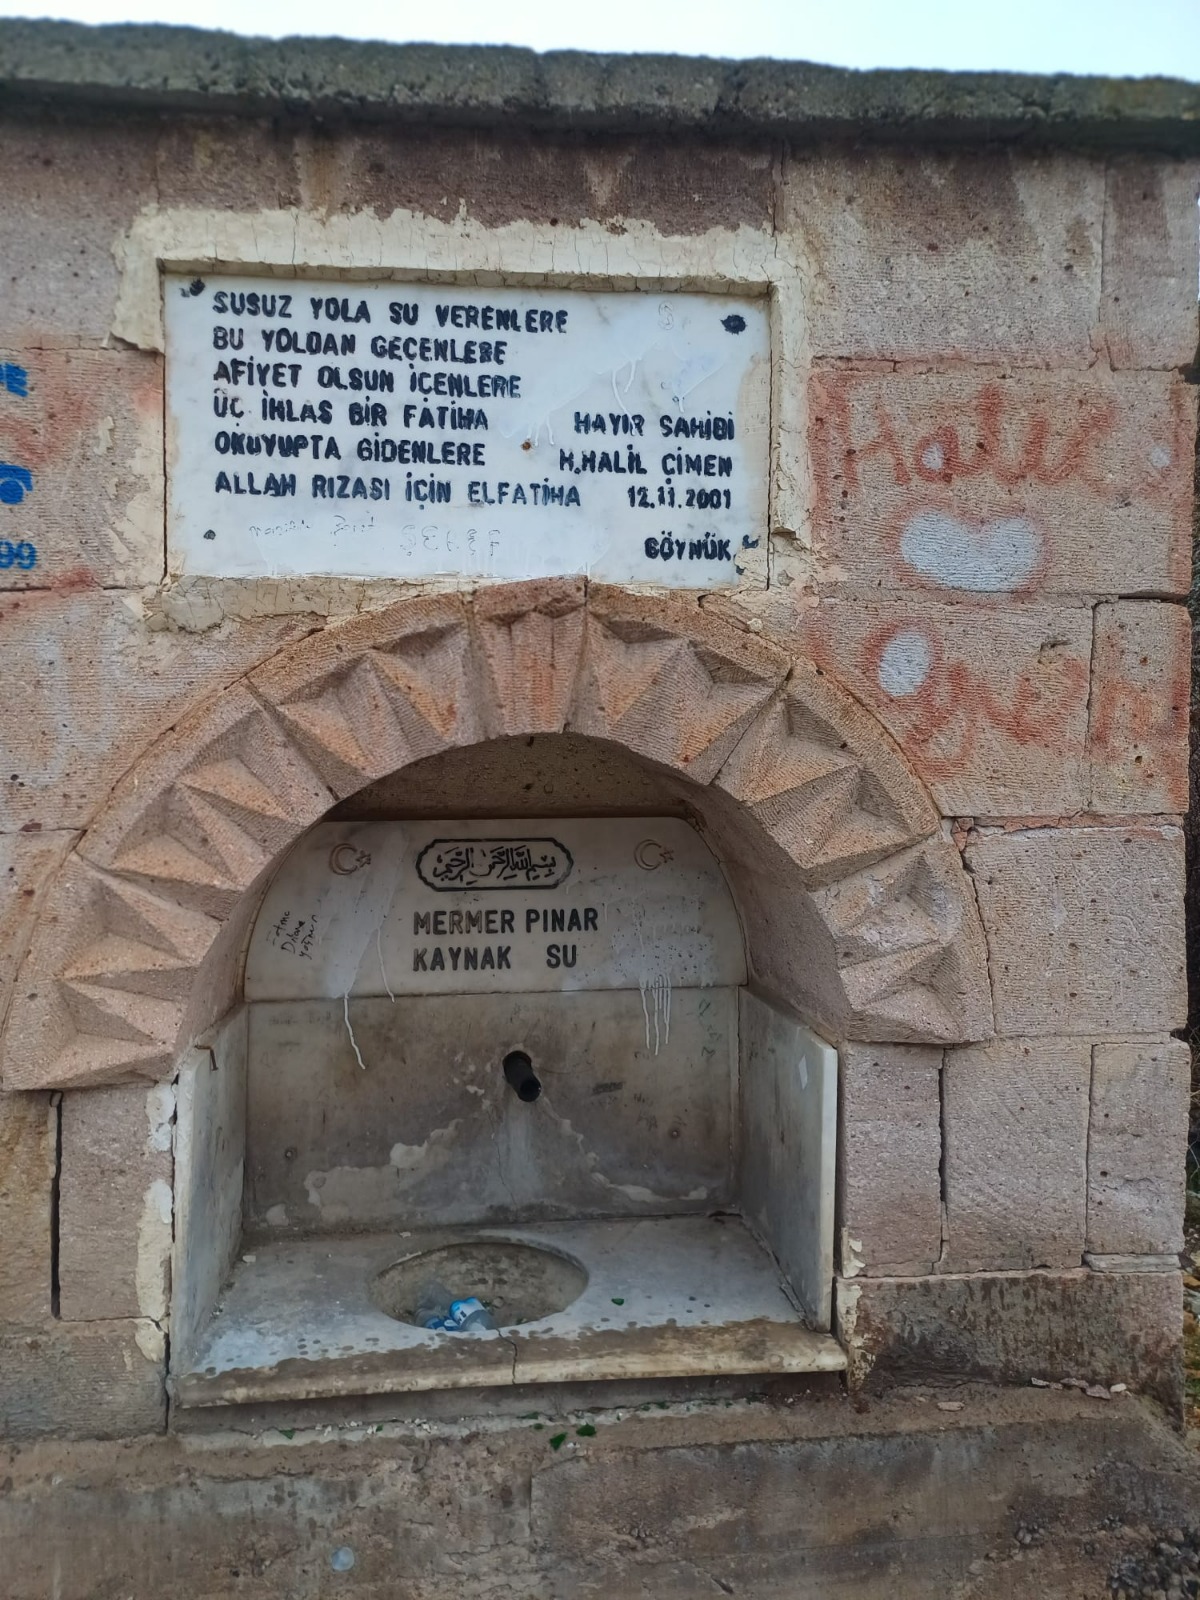 SUSUZ YOLA SU VERENLERE
BU YOLDAN GEÇENLERE
AFİYET OLSUN İÇENLERE
ÜÇ İHLAS BİR FATİHA
OKUYUPTA GİDENLERE
ALLAH RIZASI İÇİN ELFATİHA
HAYIR SAHİBİ
H.HALİL ÇİMEN
12.11.2001
GÖYNÜK
99
بسم الله الرحمن الرحيم
MERMER PINAR
KAYNAK SU